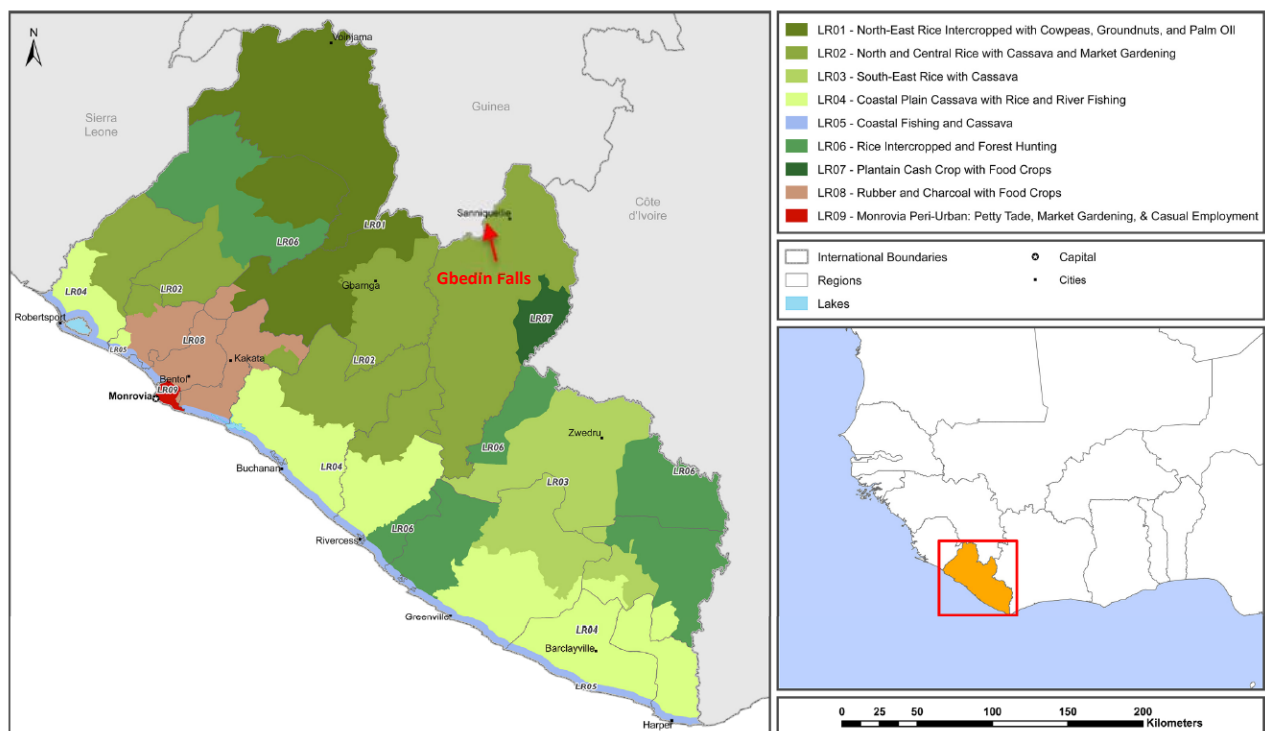 N
Voinjama
Sierra
Leone
Guinea
Côte
d'Ivoire
Sanniquellie
LR01
LR06
Gbedin Falls
Gbarnga
LR04
LR02
Robertsport
LR07
LR08
LR05
Kakata
LR02
Bentol
LR09
Monrovia
Zwedru
LR06
LR06
Buchanan
LR04
LR03
LR06
Rivercess
Greenville
LR04
Barclayville
LR05
Harper
LR01 - North-East Rice Intercropped with Cowpeas, Groundnuts, and Palm OIl
LR02 - North and Central Rice with Cassava and Market Gardening
LR03 - South-East Rice with Cassava
LR04 - Coastal Plain Cassava with Rice and River Fishing
LR05 - Coastal Fishing and Cassava
LR06 - Rice Intercropped and Forest Hunting
LR07 - Plantain Cash Crop with Food Crops
LR08 - Rubber and Charcoal with Food Crops
LR09 - Monrovia Peri-Urban: Petty Tade, Market Gardening, & Casual Employment
International Boundaries
Capital
Regions
Cities
Lakes
0 25 50 100 150 200
Kilometers